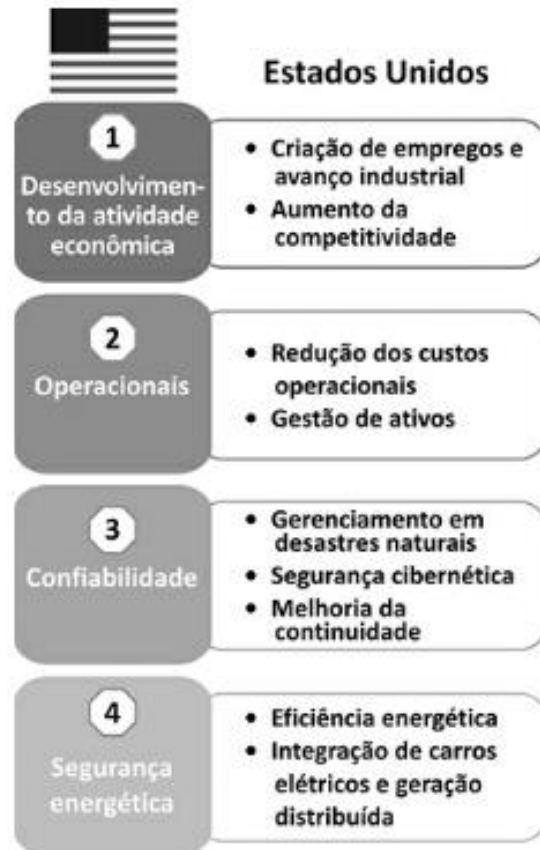 Estados Unidos
1
Desenvolvimen-
to da atividade
econômica
• Criação de empregos e
avanço industrial
• Aumento da
competitividade
2
Operacionais
• Redução dos custos
operacionais
• Gestão de ativos
3
Confiabilidade
• Gerenciamento em
desastres naturais
• Segurança cibernética
• Melhoria da
continuidade
4
Segurança
energética
• Eficiência energética
• Integração de carros
elétricos e geração
distribuída